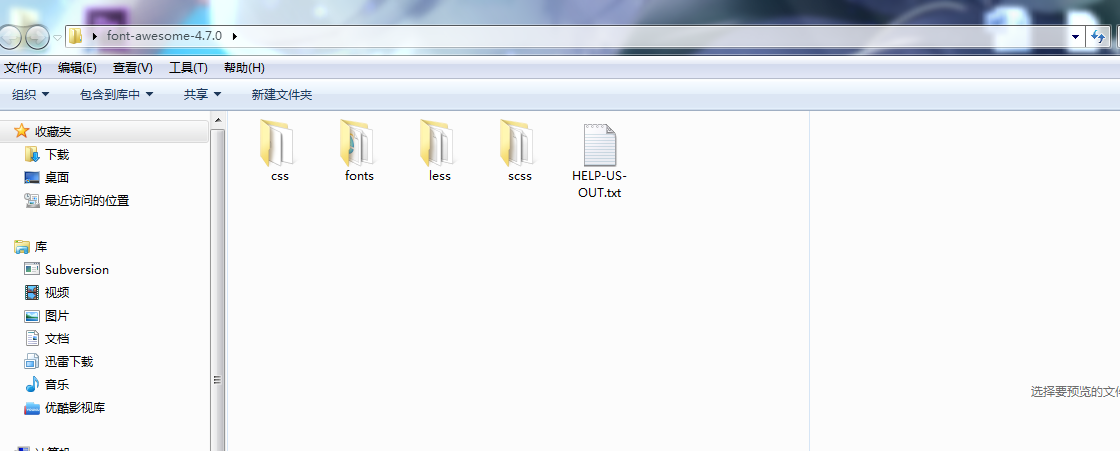 font-awesome-4.7.0
文件(F) 编辑(E) 查看(V) 工具(T) 帮助(H)
组织 包含到库中 共享 新建文件夹
收藏夹
下载
桌面
最近访问的位置
库
Subversion
视频
图片
文档
迅雷下载
音乐
优酷影视库
css
fonts
less
scss
HELP-US-
OUT.txt
选择要预览的文